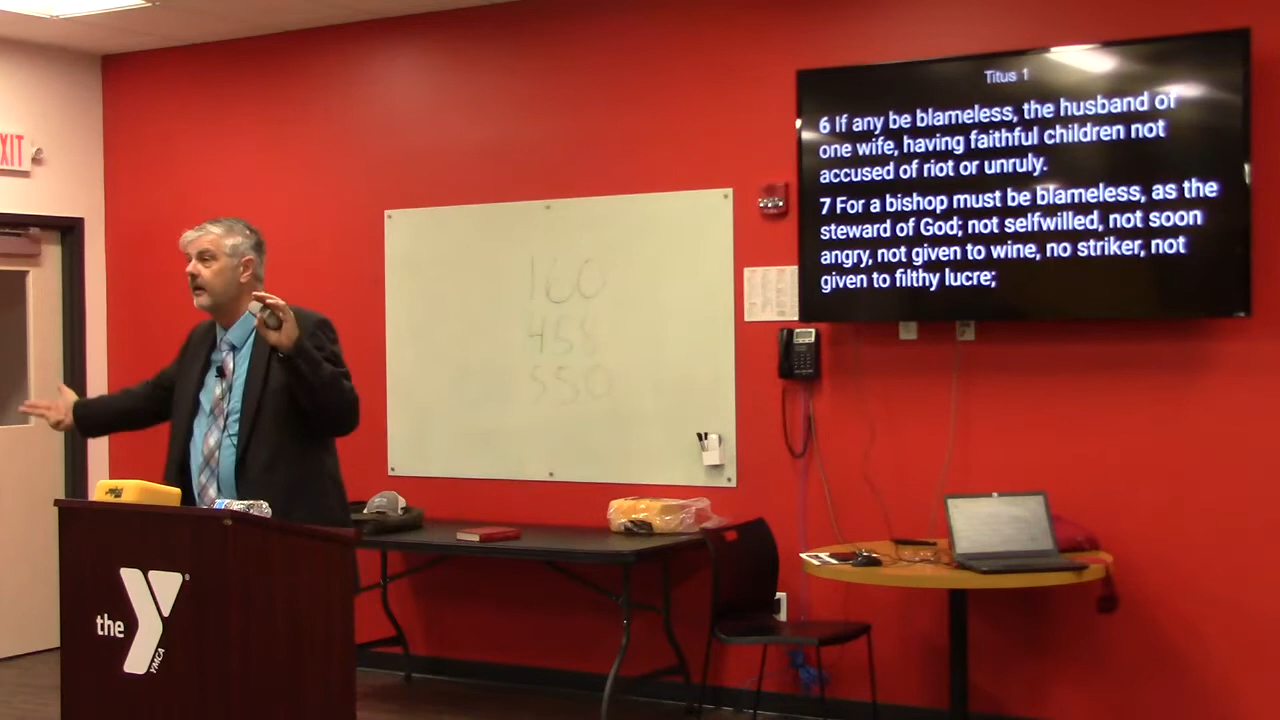 EXIT
Titus 1
6 If any be blameless, the husband of
one wife, having faithful children not
accused of riot or unruly.
7 For a bishop must be blameless, as the
steward of God; not selfwilled, not soon
angry, not given to wine, no striker, not
given to filthy lucre;
160
455
550
the Y
YMCA